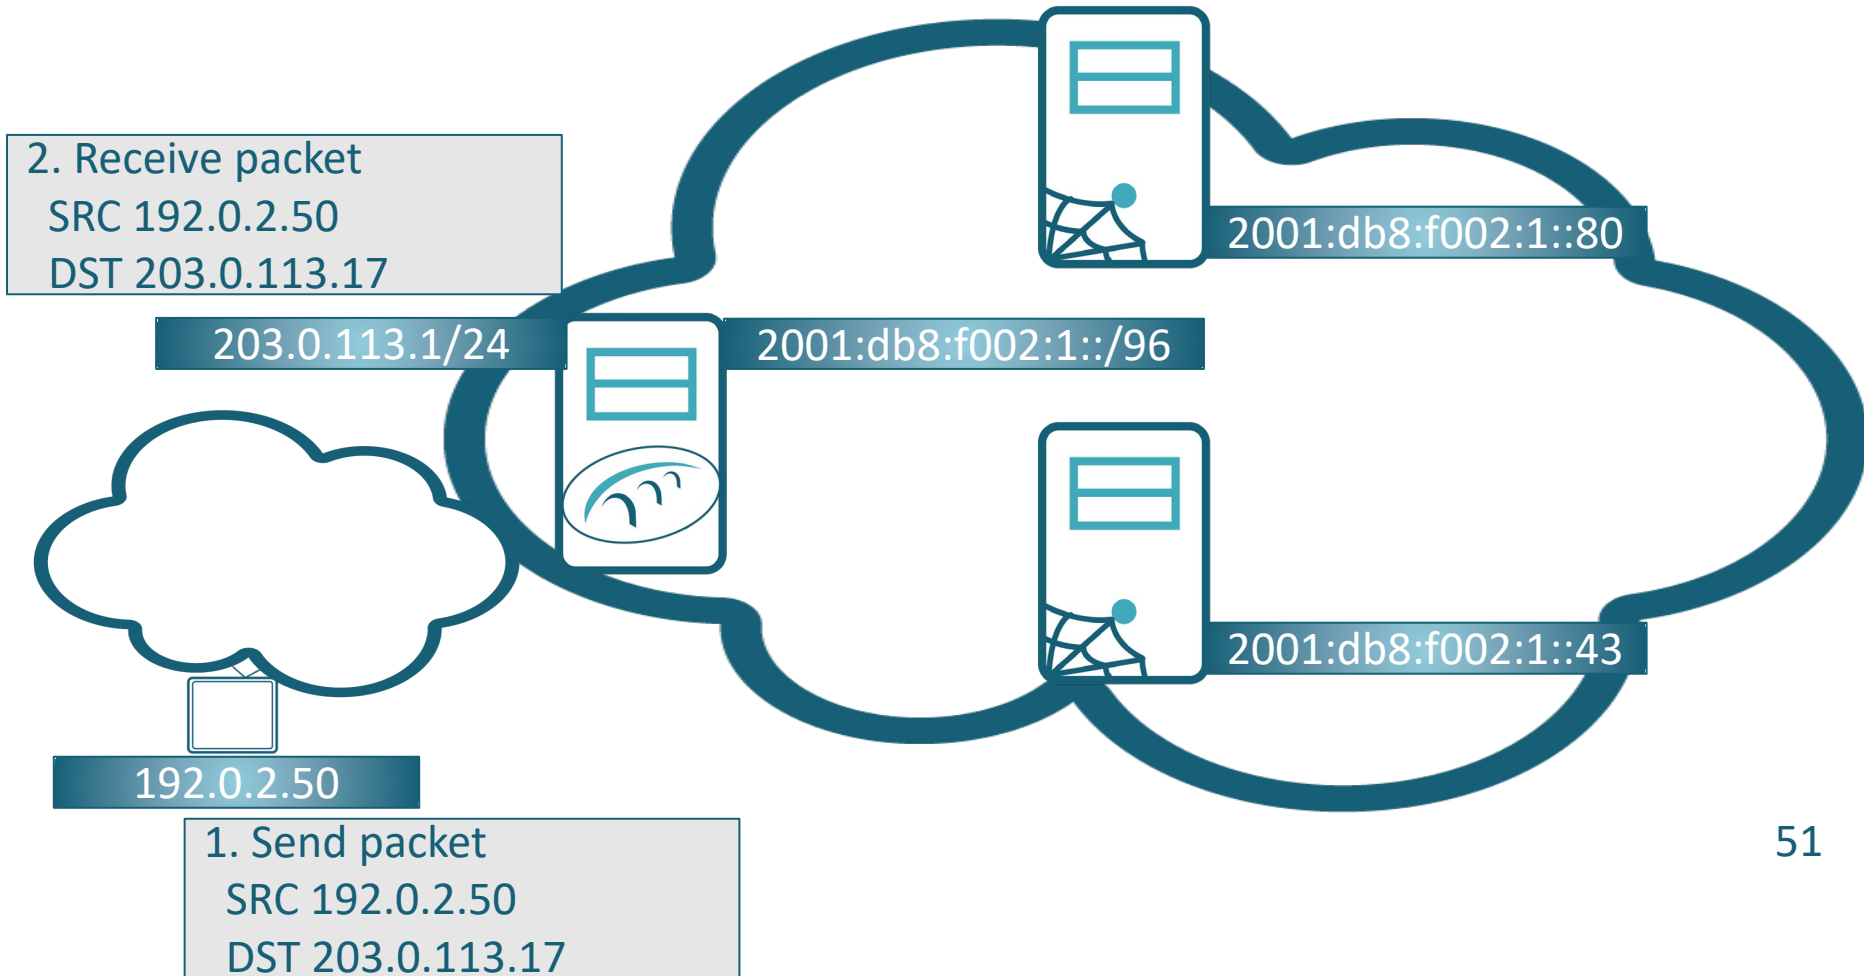 2. Receive packet
SRC 192.0.2.50
DST 203.0.113.17
2001:db8:f002:1::80
203.0.113.1/24
2001:db8:f002:1::/96
2001:db8:f002:1::43
192.0.2.50
1. Send packet
SRC 192.0.2.50
DST 203.0.113.17
51